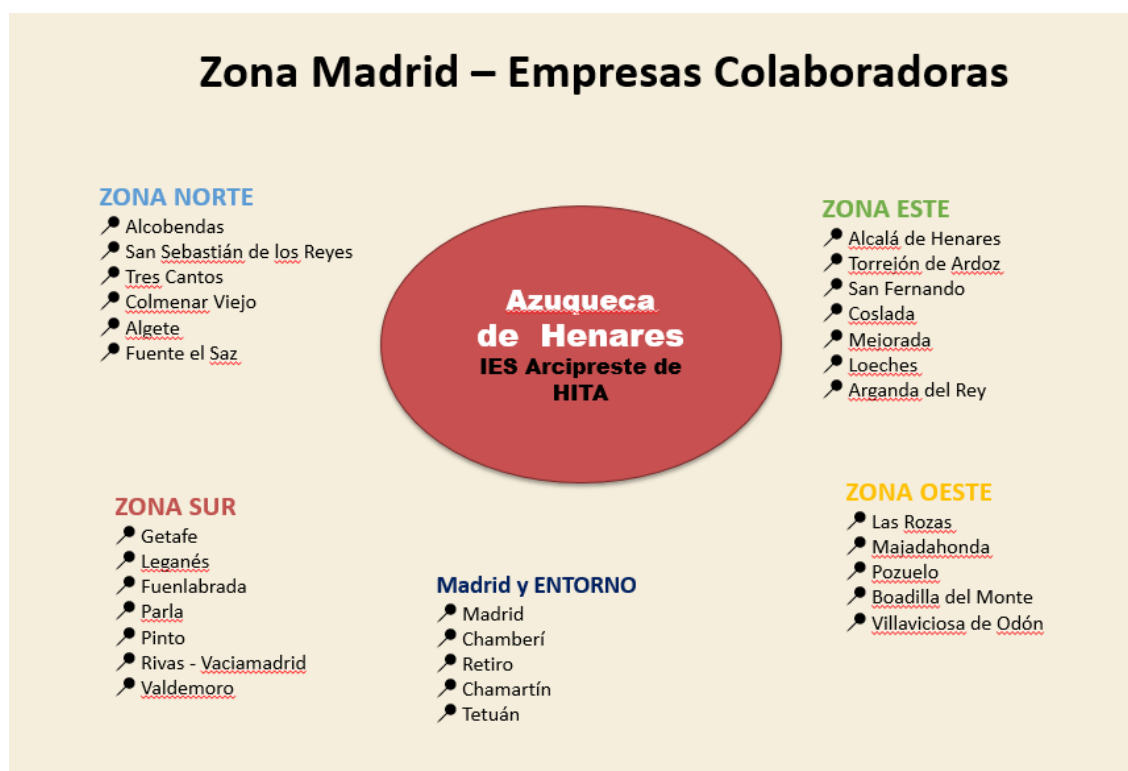 Zona Madrid – Empresas Colaboradoras
ZONA NORTE
Alcobendas
San Sebastián de los Reyes
Tres Cantos
Colmenar Viejo
Algete
Fuente el Saz
ZONA ESTE
Alcalá de Henares
Torrejón de Ardoz
San Fernando
Coslada
Mejorada
Loeches
Arganda del Rey
Azuqueca
de Henares
IES Arcipreste de
HITA
ZONA SUR
Getafe
Leganés
Fuenlabrada
Parla
Pinto
Rivas - Vaciamadrid
Valdemoro
Madrid y ENTORNO
Madrid
Chamberí
Retiro
Chamartín
Tetuán
ZONA OESTE
Las Rozas
Majadahonda
Pozuelo
Boadilla del Monte
Villaviciosa de Odón